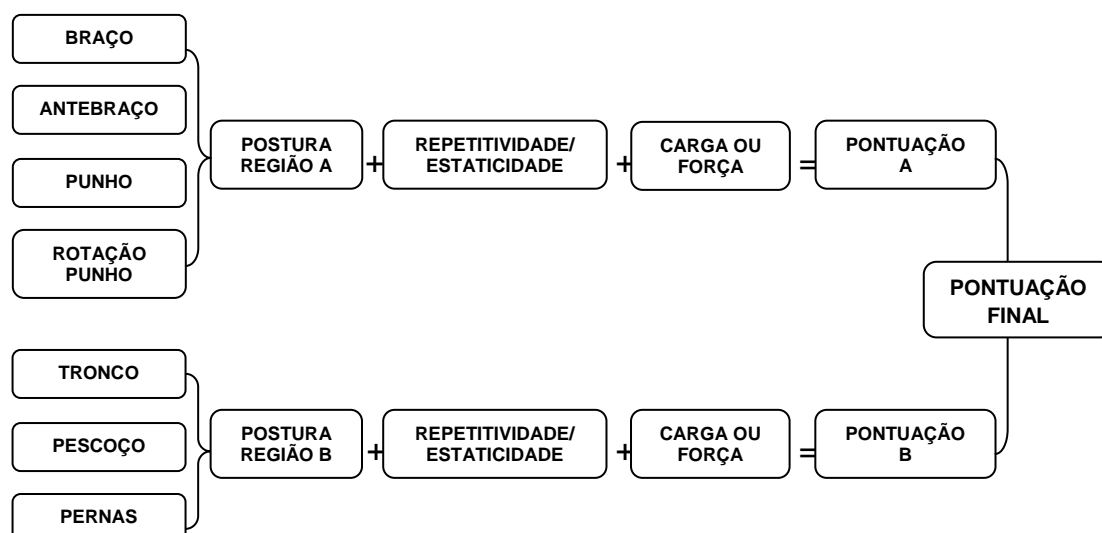 BRAÇO
ANTEBRAÇO
PUNHO
ROTAÇÃO
PUNHO
POSTURA
REGIÃO A
+
REPETITIVIDADE/
ESTATICIDADE
+
CARGA OU
FORÇA
=
PONTUAÇÃO
A
PONTUAÇÃO
FINAL
TRONCO
PESCOÇO
PERNAS
POSTURA
REGIÃO B
+
REPETITIVIDADE/
ESTATICIDADE
+
CARGA OU
FORÇA
=
PONTUAÇÃO
B